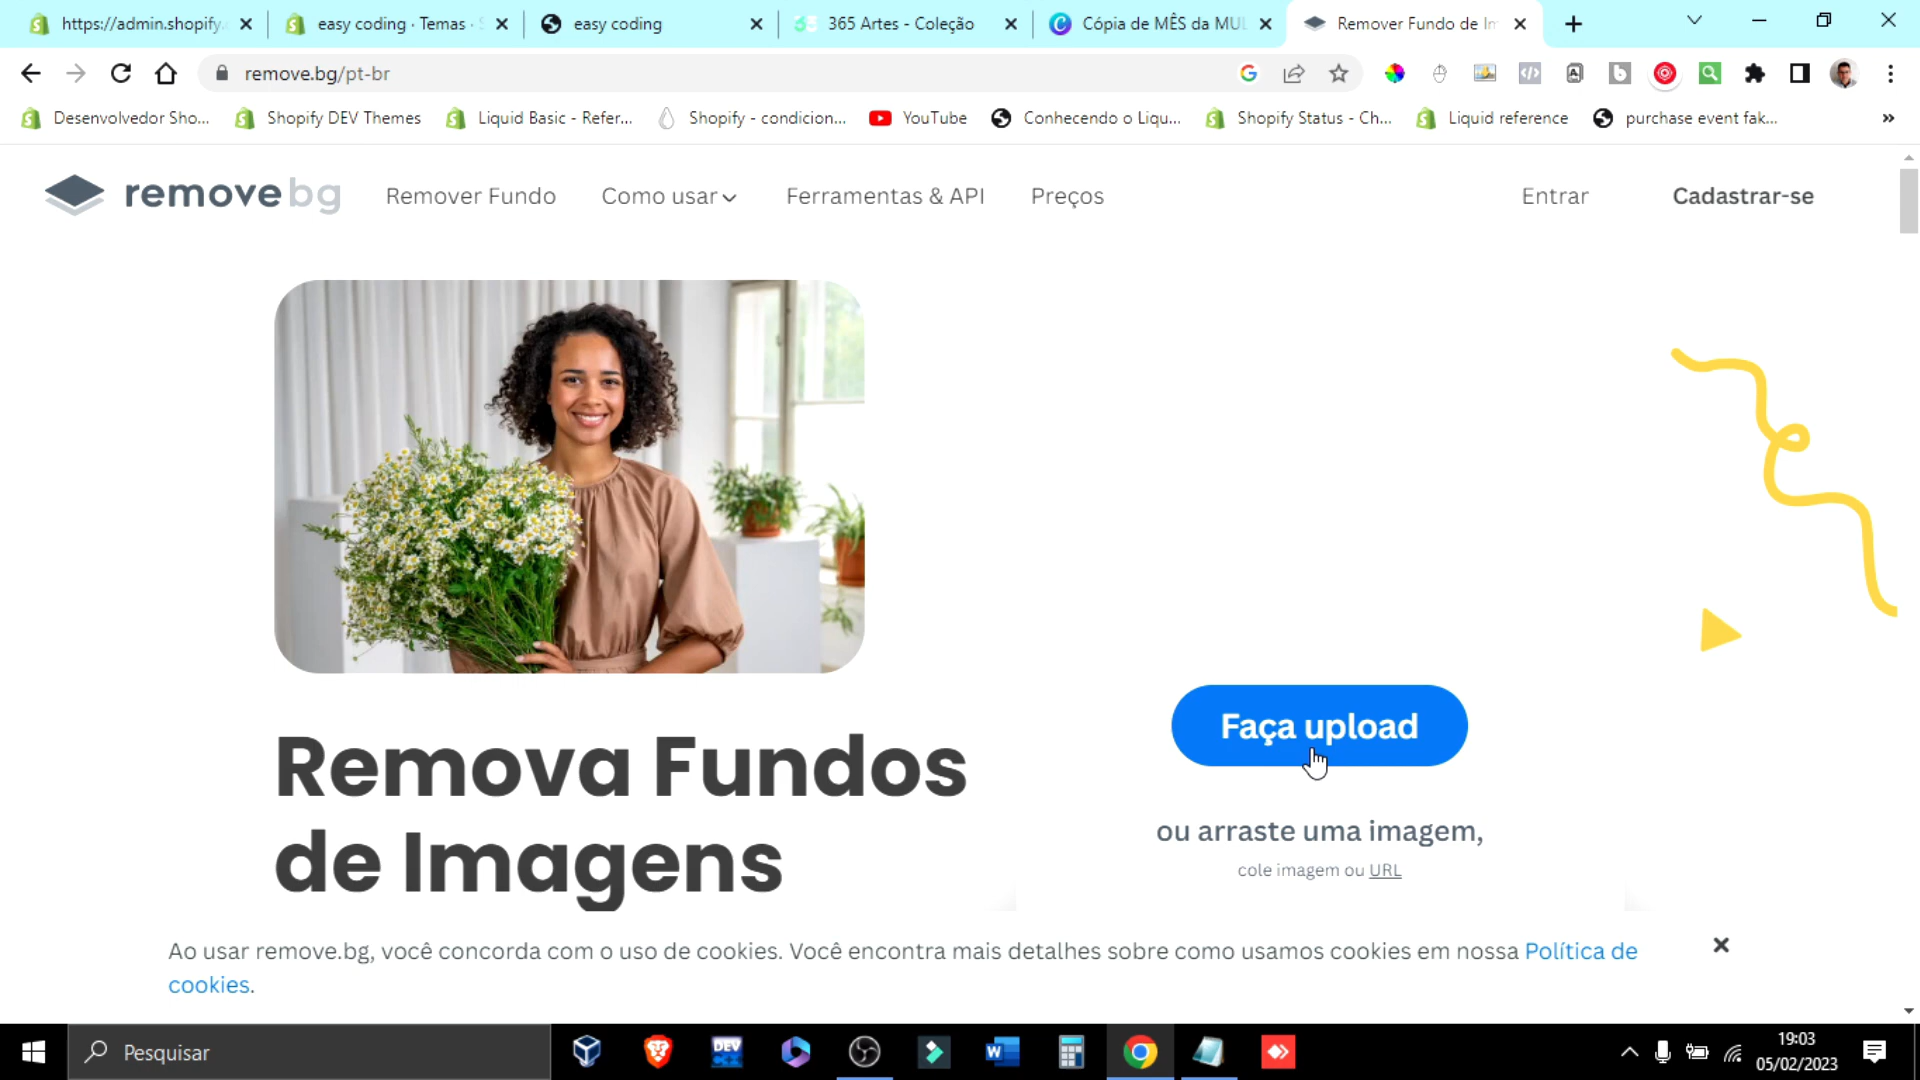 https://admin.shopify.
easy coding · Temas ·
easy coding
365 Artes - Coleção
Cópia de MÊS da MUL
Remover Fundo de Im
remove.bg/pt-br
Desenvolvedor Sho...
Shopify DEV Themes
Liquid Basic - Refer...
Shopify - condicion...
YouTube
Conhecendo o Liqu...
Shopify Status - Ch...
Liquid reference
purchase event fak...
»
removebg
Remover Fundo
Como usar
Ferramentas & API
Preços
Entrar
Cadastrar-se
Remova Fundos
de Imagens
Faça upload
ou arraste uma imagem,
cole imagem ou URL
Ao usar remove.bg, você concorda com o uso de cookies. Você encontra mais detalhes sobre como usamos cookies em nossa Política de
cookies.
Pesquisar
DEV
C++
W
19:03
05/02/2023